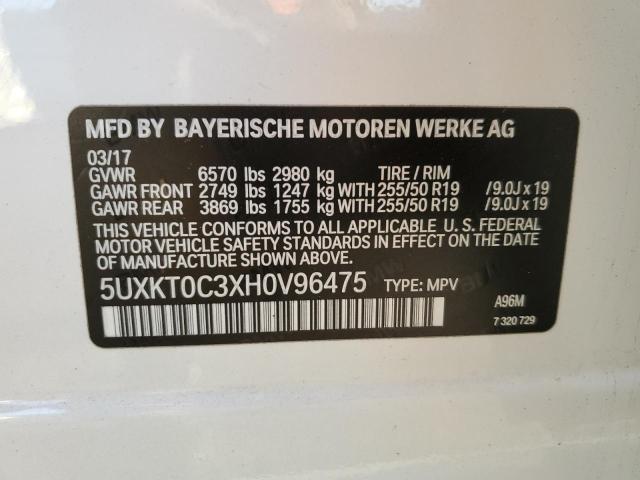 MFD BY BAYERISCHE MOTOREN WERKE AG
03/17
GVWR 6570 lbs 2980 kg TIRE / RIM
GAWR FRONT 2749 lbs 1247 kg WITH 255/50 R19 /9.0J x 19
GAWR REAR 3869 lbs 1755 kg WITH 255/50 R19 /9.0J x 19
THIS VEHICLE CONFORMS TO ALL APPLICABLE U. S. FEDERAL
MOTOR VEHICLE SAFETY STANDARDS IN EFFECT ON THE DATE
OF MANUFACTURE SHOWN ABOVE.
5UXKT0C3XH0V96475 TYPE: MPV
A96M
7 320 729